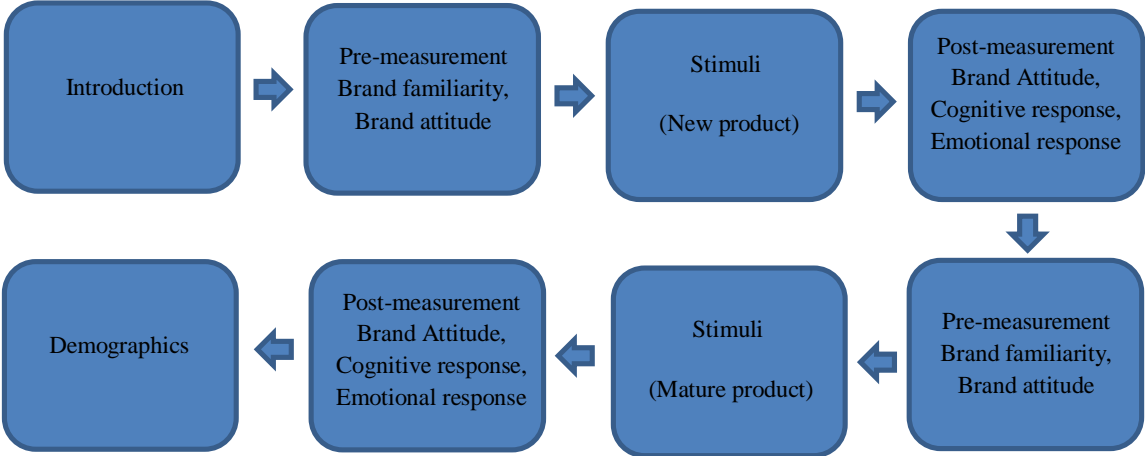 Introduction
Pre-measurement
Brand familiarity,
Brand attitude
Stimuli
(New product)
Post-measurement
Brand Attitude,
Cognitive response,
Emotional response
Pre-measurement
Brand familiarity,
Brand attitude
Stimuli
(Mature product)
Post-measurement
Brand Attitude,
Cognitive response,
Emotional response
Demographics